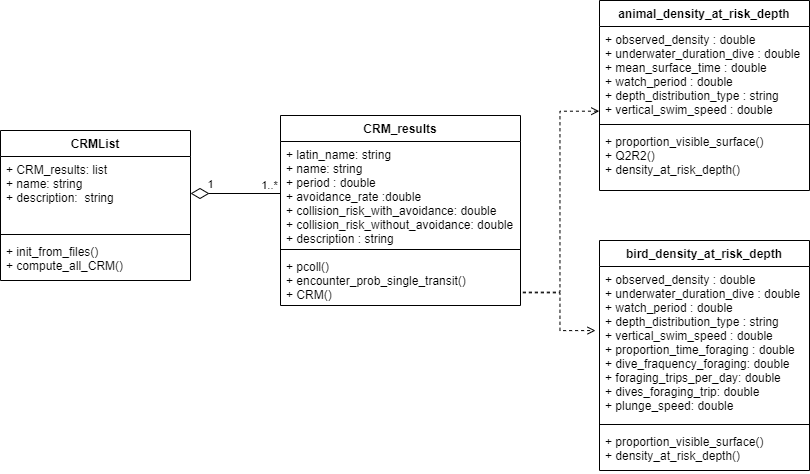 CRMList
+ CRM_results: list
+ name: string
+ description:  string
+ init_from_files()
+ compute_all_CRM()
1
1..*
CRM_results
+ latin_name: string
+ name: string
+ period : double
+ avoidance_rate :double
+ collision_risk_with_avoidance: double
+ collision_risk_without_avoidance: double
+ description : string
+ pcoll()
+ encounter_prob_single_transit()
+ CRM()
animal_density_at_risk_depth
+ observed_density : double
+ underwater_duration_dive : double
+ mean_surface_time : double
+ watch_period : double
+ depth_distribution_type : string
+ vertical_swim_speed : double
+ proportion_visible_surface()
+ Q2R2()
+ density_at_risk_depth()
bird_density_at_risk_depth
+ observed_density : double
+ underwater_duration_dive : double
+ watch_period : double
+ depth_distribution_type : string
+ vertical_swim_speed : double
+ proportion_time_foraging : double
+ dive_fraquency_foraging: double
+ foraging_trips_per_day: double
+ dives_foraging_trip: double
+ plunge_speed: double
+ proportion_visible_surface()
+ density_at_risk_depth()